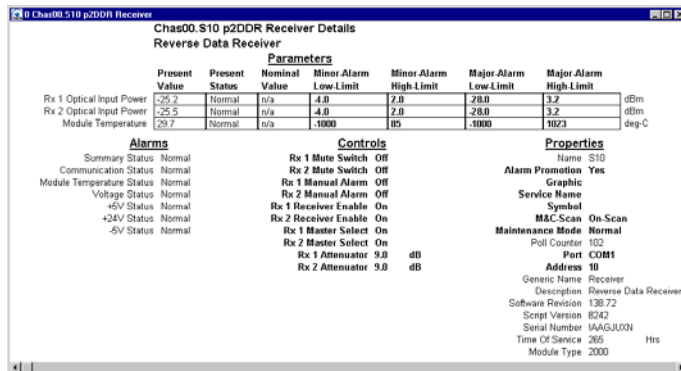 0 Chas00.S10 p2DDR Receiver
Chas00.S10 p2DDR Receiver Details
Reverse Data Receiver
Parameters
Present Value Present Status Nominal Value Minor-Alarm Low-Limit Minor-Alarm High-Limit Major-Alarm Low-Limit Major-Alarm High-Limit
Rx 1 Optical Input Power -25.2 Normal n/a -4.0 2.0 -28.0 3.2 dBm
Rx 2 Optical Input Power -25.5 Normal n/a -4.0 2.0 -28.0 3.2 dBm
Module Temperature 29.7 Normal n/a -1000 85 -1000 1023 deg-C
Alarms
Summary Status Normal
Communication Status Normal
Module Temperature Status Normal
Voltage Status Normal
+5V Status Normal
+24V Status Normal
-5V Status Normal
Controls
Rx 1 Mute Switch Off
Rx 2 Mute Switch Off
Rx 1 Manual Alarm Off
Rx 2 Manual Alarm Off
Rx 1 Receiver Enable On
Rx 2 Receiver Enable On
Rx 1 Master Select On
Rx 2 Master Select On
Rx 1 Attenuator 9.0 dB
Rx 2 Attenuator 9.0 dB
Properties
Name S10
Alarm Promotion Yes
Graphic
Service Name
Symbol
M&C-Scan On-Scan
Maintenance Mode Normal
Poll Counter 102
Port COM1
Address 10
Generic Name Receiver
Description Reverse Data Receiver
Software Revision 138.72
Script Version 8242
Serial Number IAAGJUXN
Time Of Service 265 Hrs
Module Type 2000